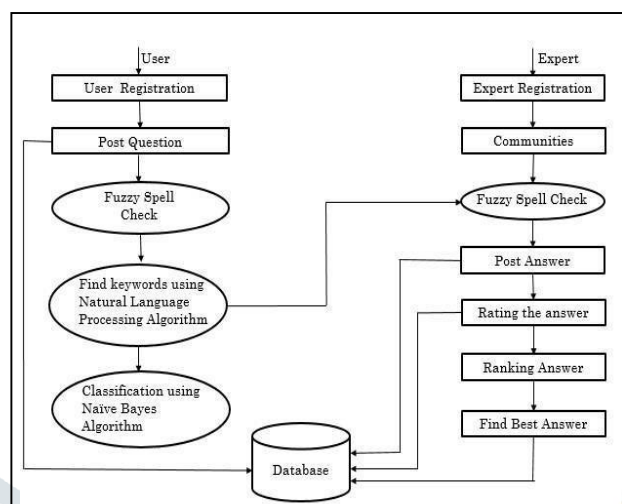 User
User Registration
Post Question
Fuzzy Spell
Check
Find keywords using
Natural Language
Processing Algorithm
Classification using
Naïve Bayes
Algorithm
Expert
Expert Registration
Communities
Fuzzy Spell Check
Post Answer
Rating the answer
Ranking Answer
Find Best Answer
Database